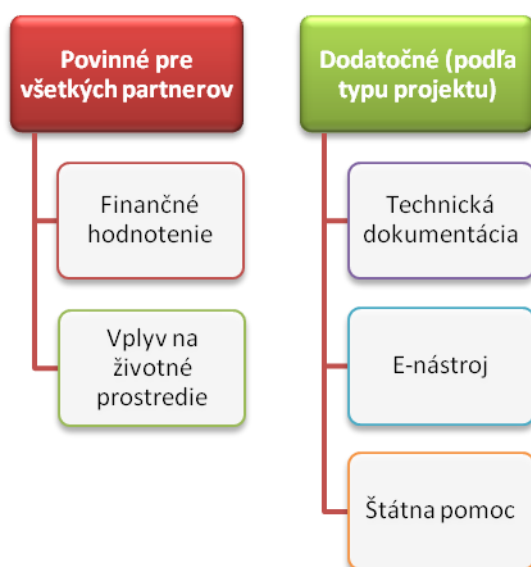 Povinné pre
všetkých partnerov
Finančné
hodnotenie
Vplyv na
životné
prostredie
Dodatočné (podľa
typu projektu)
Technická
dokumentácia
E-nástroj
Štátna pomoc